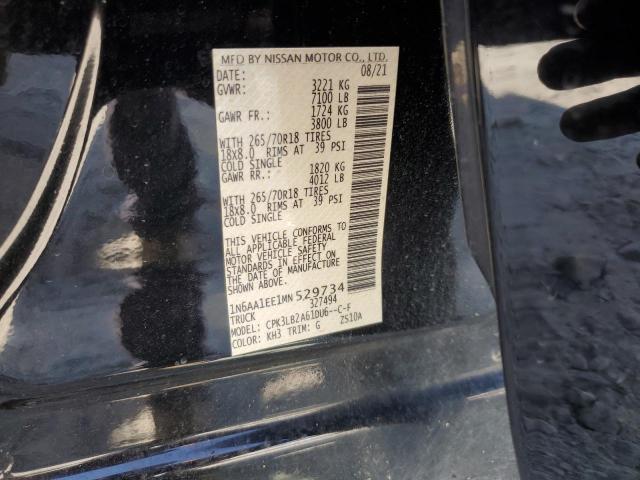 MFD BY NISSAN MOTOR CO., LTD.
DATE: 08/21
GVWR: 3221 KG
7100 LB
GAWR FR.: 1724 KG
3800 LB
WITH 265/70R18 TIRES
18x8.0 RIMS AT 39 PSI
COLD SINGLE
GAWR RR.: 1820 KG
4012 LB
WITH 265/70R18 TIRES
18x8.0 RIMS AT 39 PSI
COLD SINGLE
THIS VEHICLE CONFORMS TO
ALL APPLICABLE FEDERAL
MOTOR VEHICLE SAFETY
STANDARDS IN EFFECT ON
THE DATE OF MANUFACTURE
SHOWN ABOVE.
1N6AA1EE1MN529734
TRUCK 327494
MODEL: CPK3LB2A61DU6--C-F
COLOR: KH3 TRIM: G ZS10A